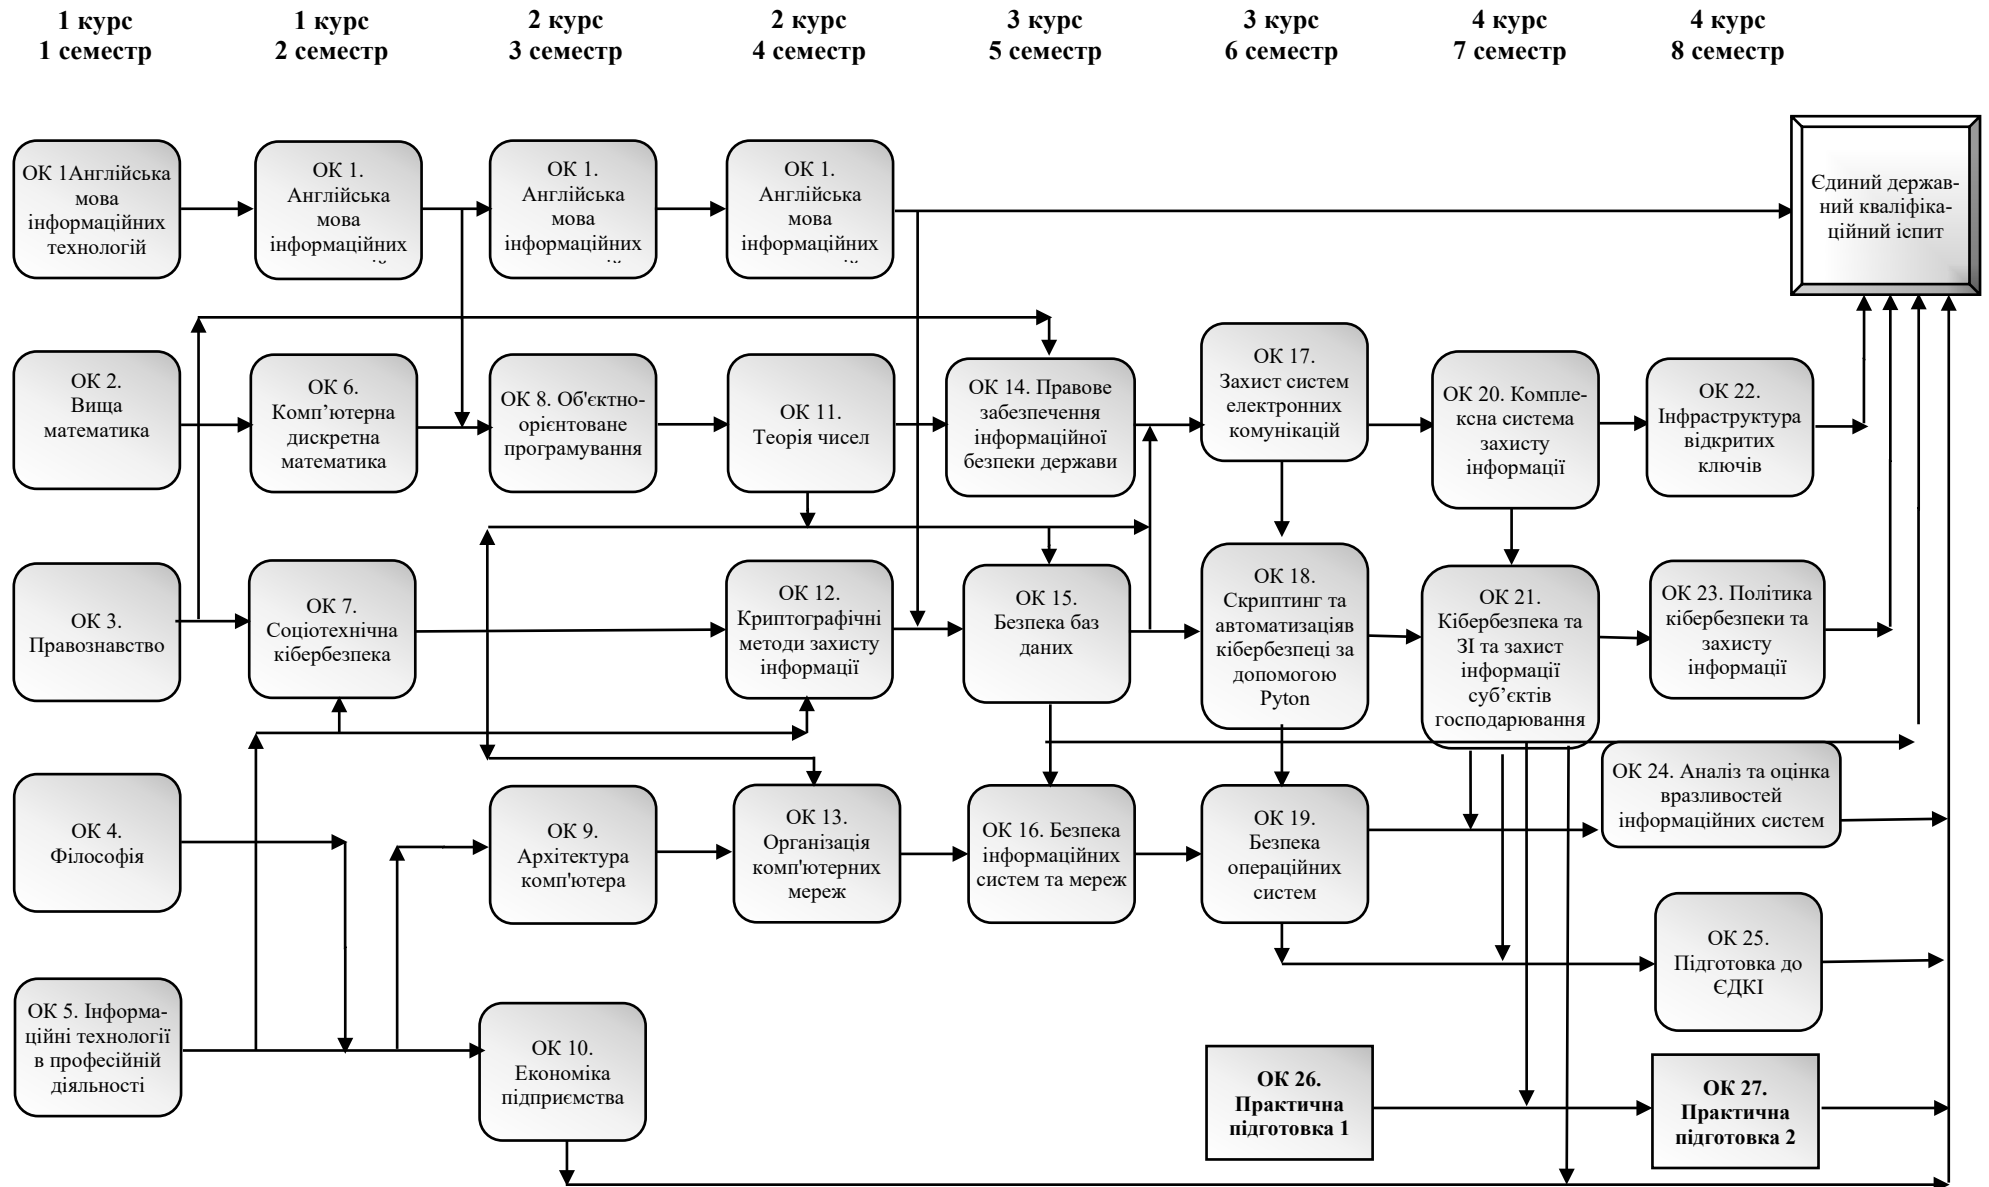 1 курс
1 семестр
1 курс
2 семестр
2 курс
3 семестр
2 курс
4 семестр
3 курс
5 семестр
3 курс
6 семестр
4 курс
7 семестр
4 курс
8 семестр
ОК 1Англійська
мова
інформаційних
технологій
ОК 1.
Англійська
мова
інформаційних
ОК 1.
Англійська
мова
інформаційних
ОК 1.
Англійська
мова
інформаційних
Єдиний держав-
ний кваліфіка-
ційний іспит
ОК 2.
Вища
математика
ОК 6.
Комп’ютерна
дискретна
математика
ОК 8. Об'єктно-
орієнтоване
програмування
ОК 11.
Теорія чисел
ОК 14. Правове
забезпечення
інформаційної
безпеки держави
ОК 17.
Захист систем
електронних
комунікацій
ОК 20. Компле-
ксна система
захисту
інформації
ОК 22.
Інфраструктура
відкритих
ключів
ОК 3.
Правознавство
ОК 7.
Соціотехнічна
кібербезпека
ОК 12.
Криптографічні
методи захисту
інформації
ОК 15.
Безпека баз
даних
ОК 18.
Скриптинг та
автоматизаціяв
кібербезпеці за
допомогою
Pyton
ОК 21.
Кібербезпека та
ЗІ та захист
інформації
суб’єктів
господарювання
ОК 23. Політика
кібербезпеки та
захисту
інформації
ОК 4.
Філософія
ОК 9.
Архітектура
комп'ютера
ОК 13.
Організація
комп'ютерних
мереж
ОК 16. Безпека
інформаційних
систем та мереж
ОК 19.
Безпека
операційних
систем
ОК 24. Аналіз та оцінка
вразливостей
інформаційних систем
ОК 5. Інформа-
ційні технології
в професійній
діяльності
ОК 10.
Економіка
підприємства
ОК 25.
Підготовка до
ЄДКІ
ОК 26.
Практична
підготовка 1
ОК 27.
Практична
підготовка 2